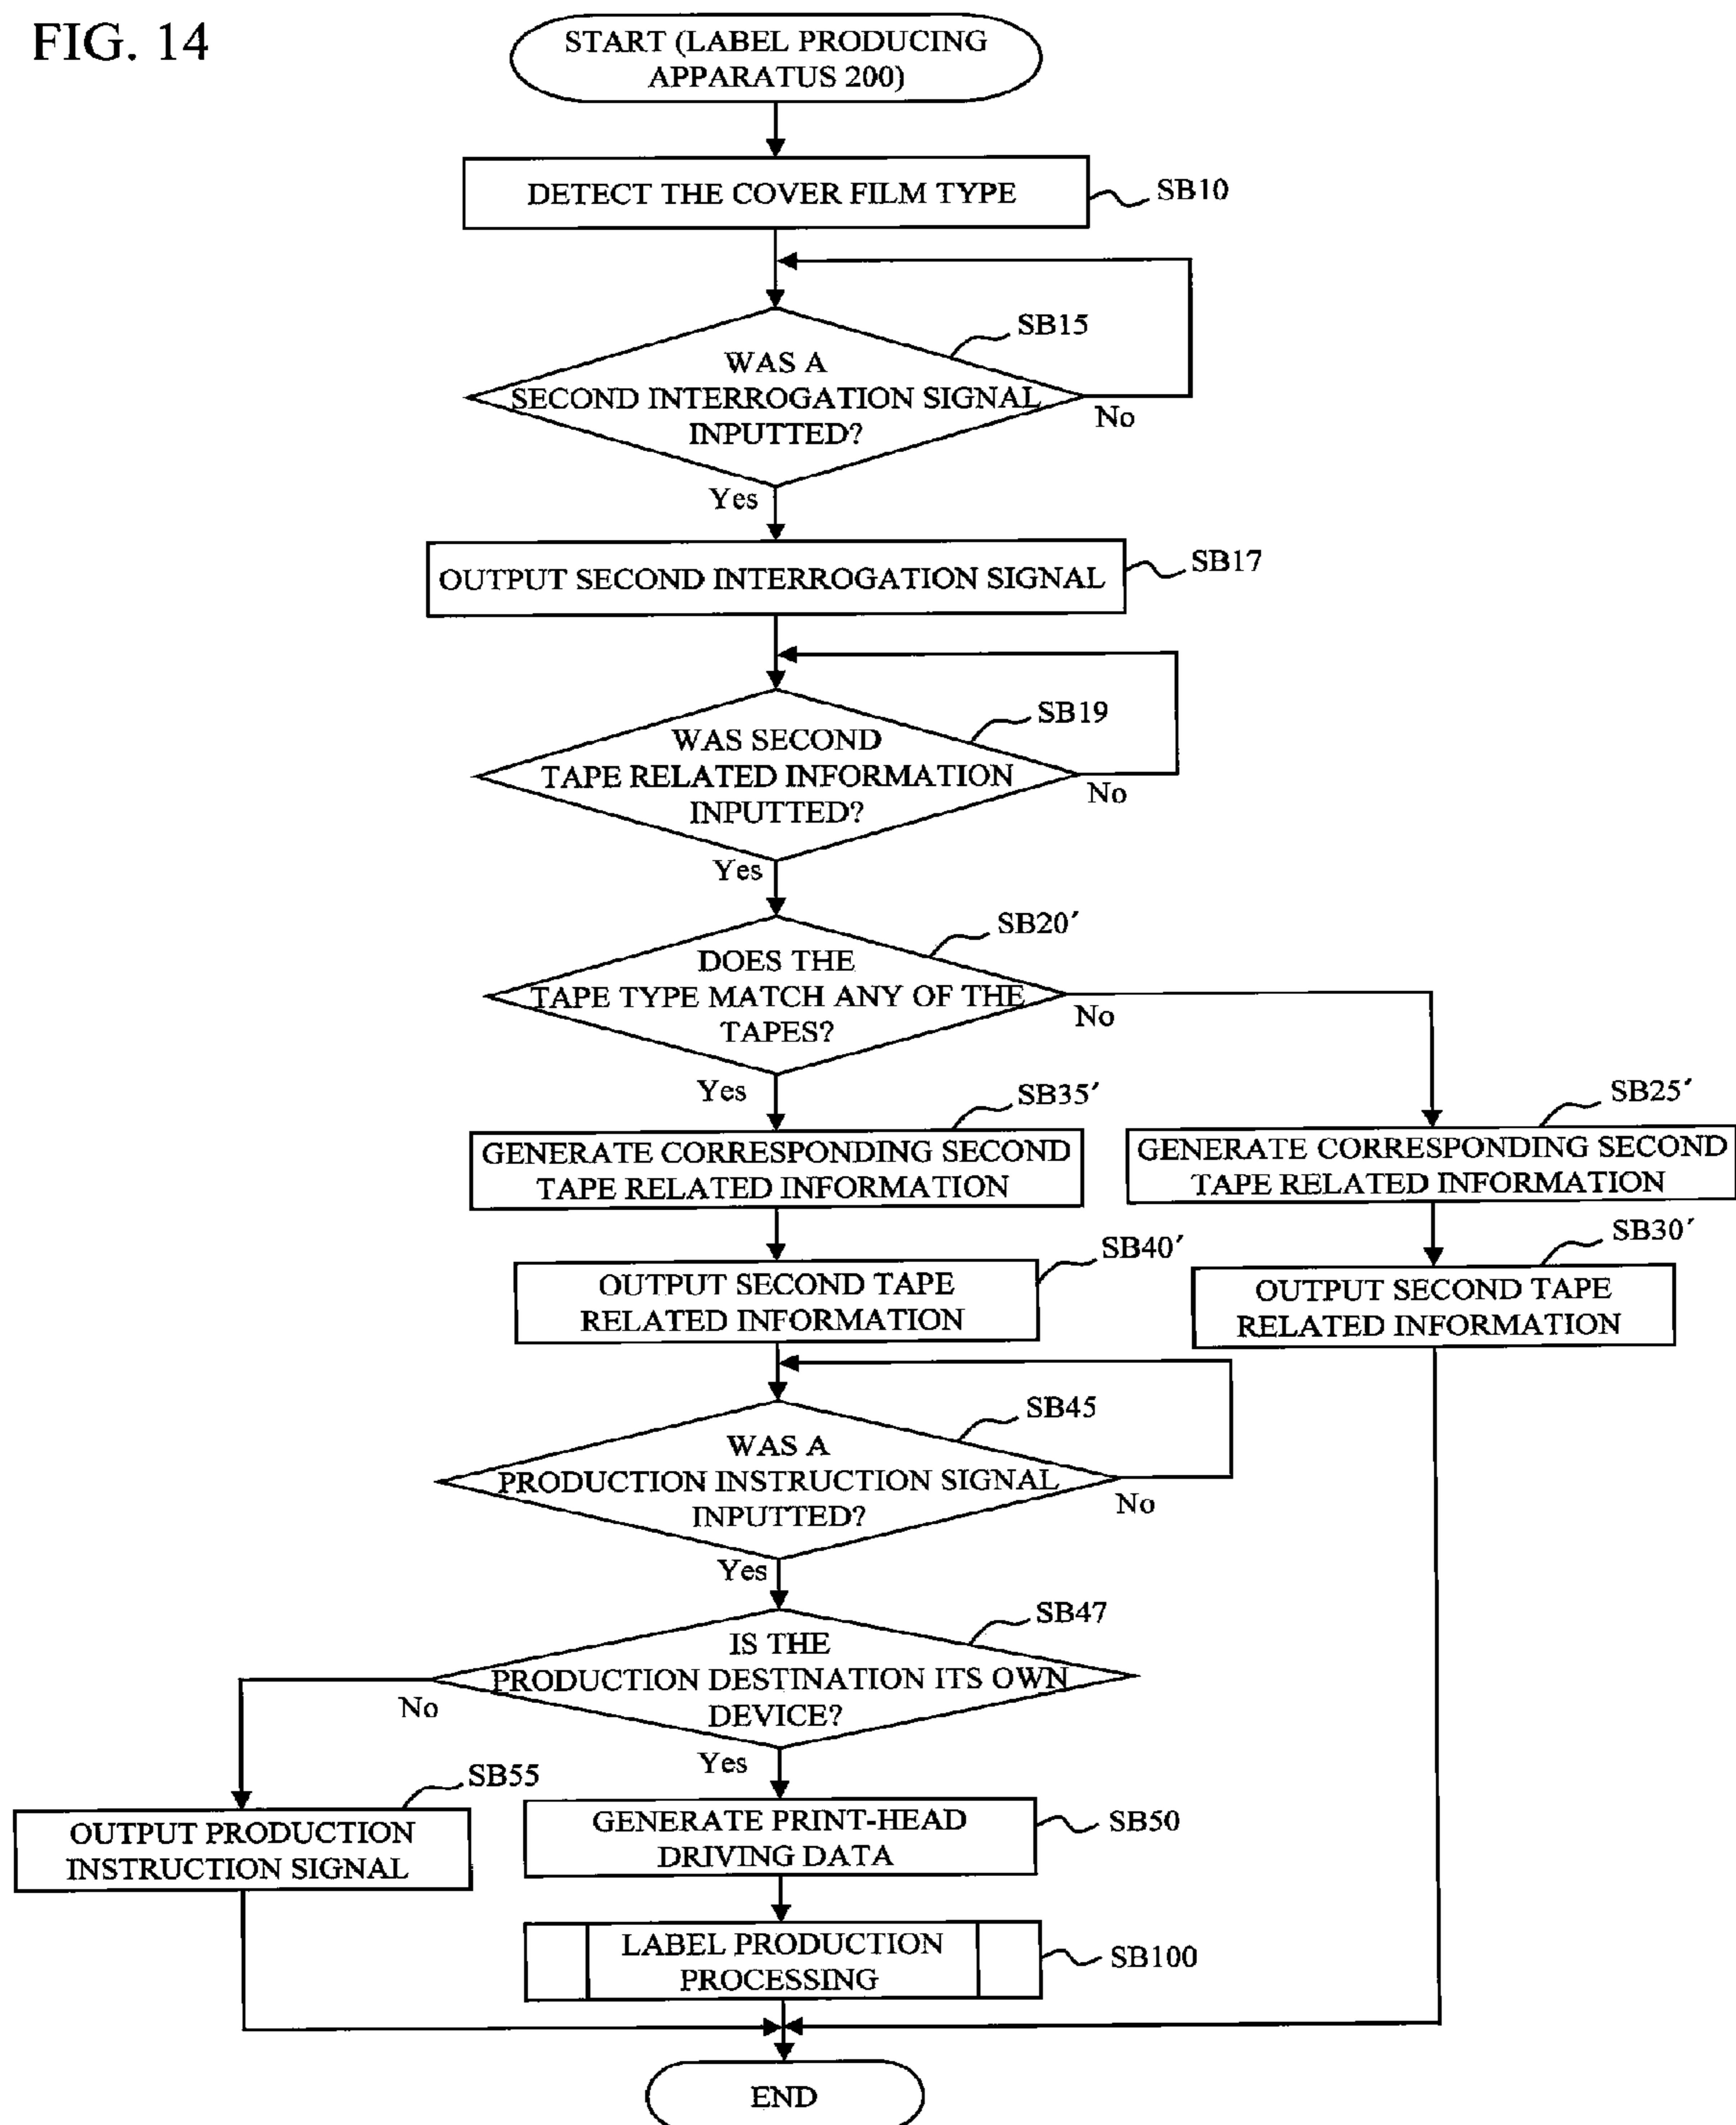 FIG. 14
START (LABEL PRODUCING
APPARATUS 200)
DETECT THE COVER FILM TYPE
SB10
SB15
WAS A
SECOND INTERROGATION SIGNAL
INPUTTED?
No
Yes
OUTPUT SECOND INTERROGATION SIGNAL
SB17
SB19
WAS SECOND
TAPE RELATED INFORMATION
INPUTTED?
No
Yes
SB20′
DOES THE
TAPE TYPE MATCH ANY OF THE
TAPES?
No
Yes
SB35′
SB25′
GENERATE CORRESPONDING SECOND
TAPE RELATED INFORMATION
GENERATE CORRESPONDING SECOND
TAPE RELATED INFORMATION
SB40′
SB30′
OUTPUT SECOND TAPE
RELATED INFORMATION
OUTPUT SECOND TAPE
RELATED INFORMATION
SB45
WAS A
PRODUCTION INSTRUCTION SIGNAL
INPUTTED?
No
Yes
SB47
IS THE
PRODUCTION DESTINATION ITS OWN
DEVICE?
No
Yes
SB55
OUTPUT PRODUCTION
INSTRUCTION SIGNAL
GENERATE PRINT-HEAD
DRIVING DATA
SB50
LABEL PRODUCTION
PROCESSING
SB100
END